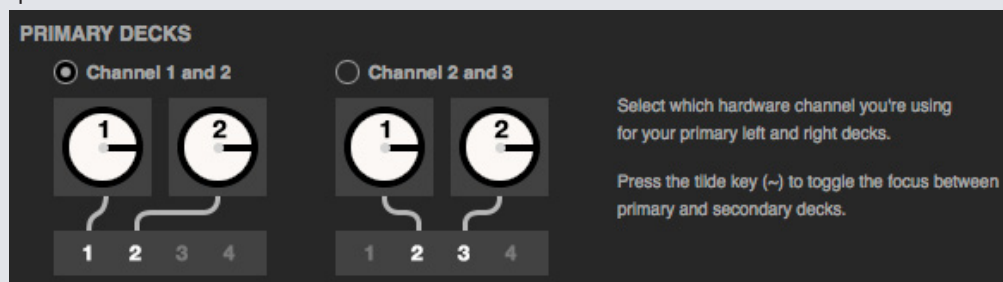 PRIMARY DECKS
Channel 1 and 2
Channel 2 and 3
1 2
1 2
Select which hardware channel you're using
for your primary left and right decks.
Press the tilde key (~) to toggle the focus between
primary and secondary decks.
1 2 3 4
1 2 3 4